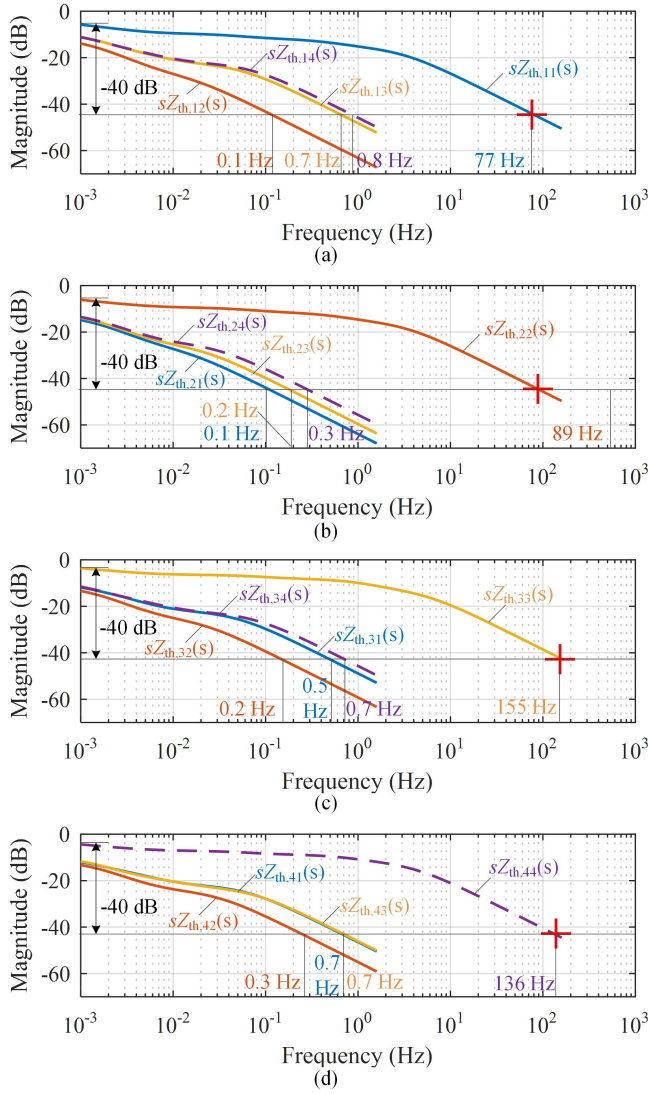 0
-20
-40
-60
Magnitude (dB)
-40 dB
sZth,14(s)
sZth,13(s)
sZth,12(s)
sZth,11(s)
0.1 Hz
0.7 Hz
0.8 Hz
77 Hz
10-3
10-2
10-1
100
101
102
103
Frequency (Hz)
(a)
0
-20
-40
-60
Magnitude (dB)
-40 dB
sZth,24(s)
sZth,23(s)
sZth,22(s)
sZth,21(s)
0.2 Hz
0.1 Hz
0.3 Hz
89 Hz
10-3
10-2
10-1
100
101
102
103
Frequency (Hz)
(b)
0
-20
-40
-60
Magnitude (dB)
-40 dB
sZth,34(s)
sZth,33(s)
sZth,31(s)
sZth,32(s)
0.5
Hz
0.2 Hz
0.7 Hz
155 Hz
10-3
10-2
10-1
100
101
102
103
Frequency (Hz)
(c)
0
-20
-40
-60
Magnitude (dB)
-40 dB
sZth,41(s)
sZth,44(s)
sZth,43(s)
sZth,42(s)
0.7
Hz
0.3 Hz
0.7 Hz
136 Hz
10-3
10-2
10-1
100
101
102
103
Frequency (Hz)
(d)